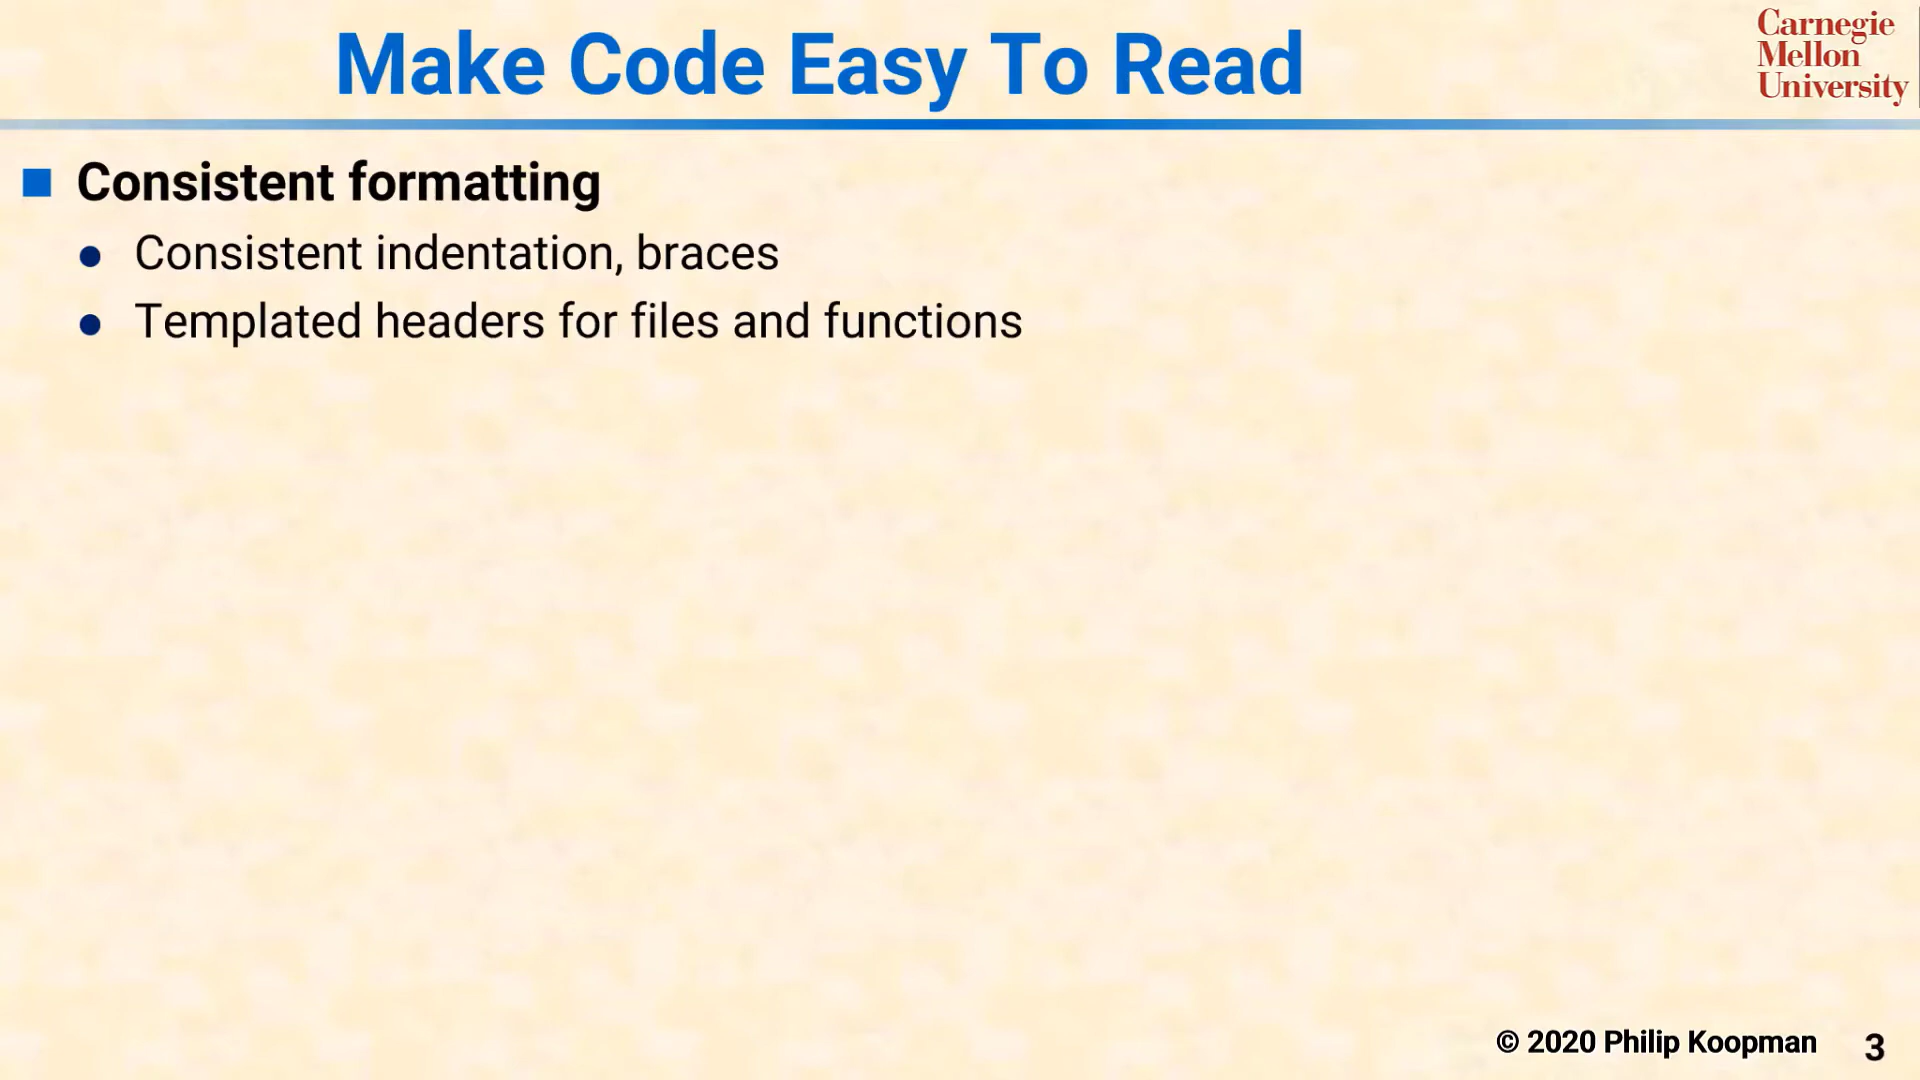 Make Code Easy To Read
Carnegie
Mellon
University
Consistent formatting
Consistent indentation, braces
Templated headers for files and functions
© 2020 Philip Koopman 3